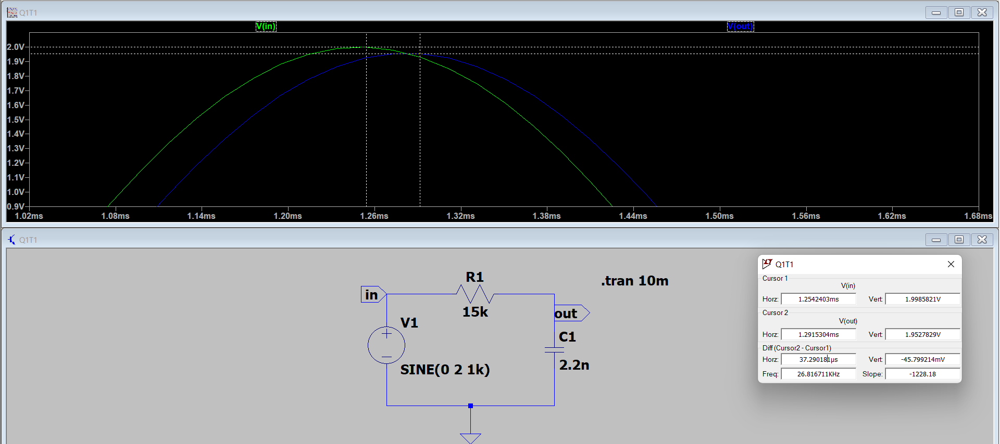 Q1T1
V(in) V(out)
2.0V
1.9V
1.8V
1.7V
1.6V
1.5V
1.4V
1.3V
1.2V
1.1V
1.0V
0.9V
1.02ms 1.08ms 1.14ms 1.20ms 1.26ms 1.32ms 1.38ms 1.44ms 1.50ms 1.56ms 1.62ms 1.68ms
Q1T1
R1
in
15k
out
V1
SINE(0 2 1k)
C1
2.2n
.tran 10m
Q1T1
Cursor 1
V(in)
Horz: 1.2542403ms Vert: 1.9985821V
Cursor 2
V(out)
Horz: 1.2915304ms Vert: 1.9527829V
Diff (Cursor2 - Cursor1)
Horz: 37.290181µs Vert: -45.799214mV
Freq: 26.816711KHz Slope: -1228.18